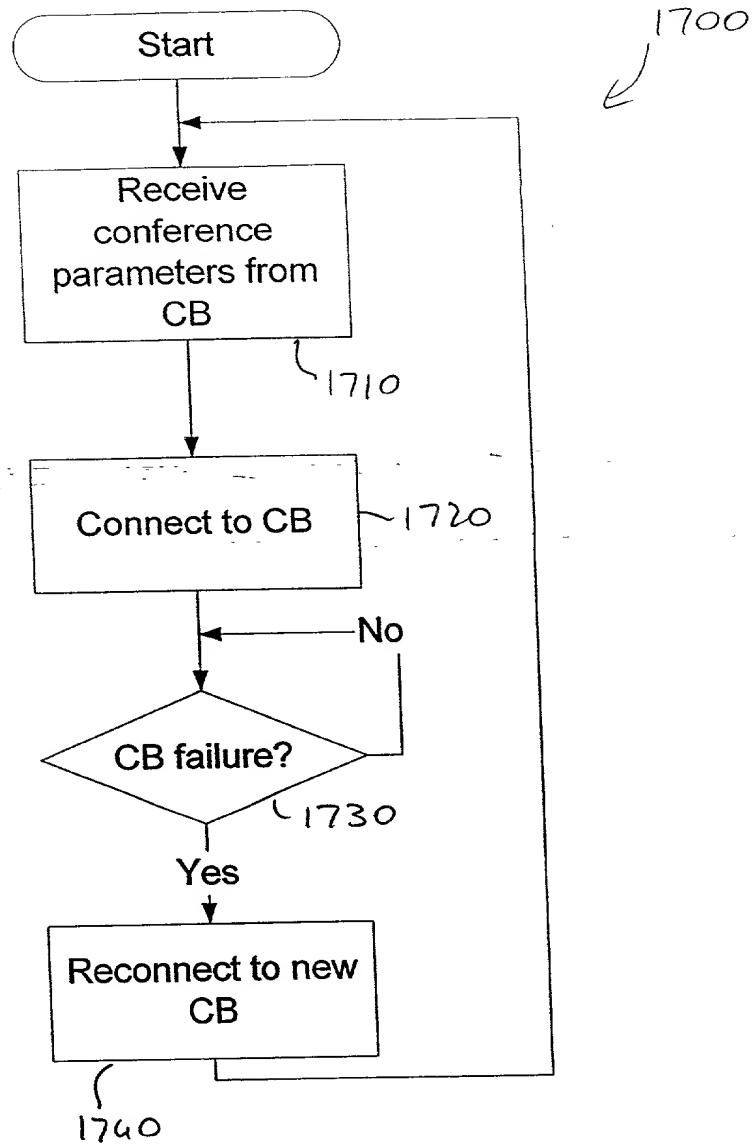 Start
1700
Receive
conference
parameters from
CB
1710
Connect to CB
1720
No
CB failure?
1730
Yes
Reconnect to new
CB
1740